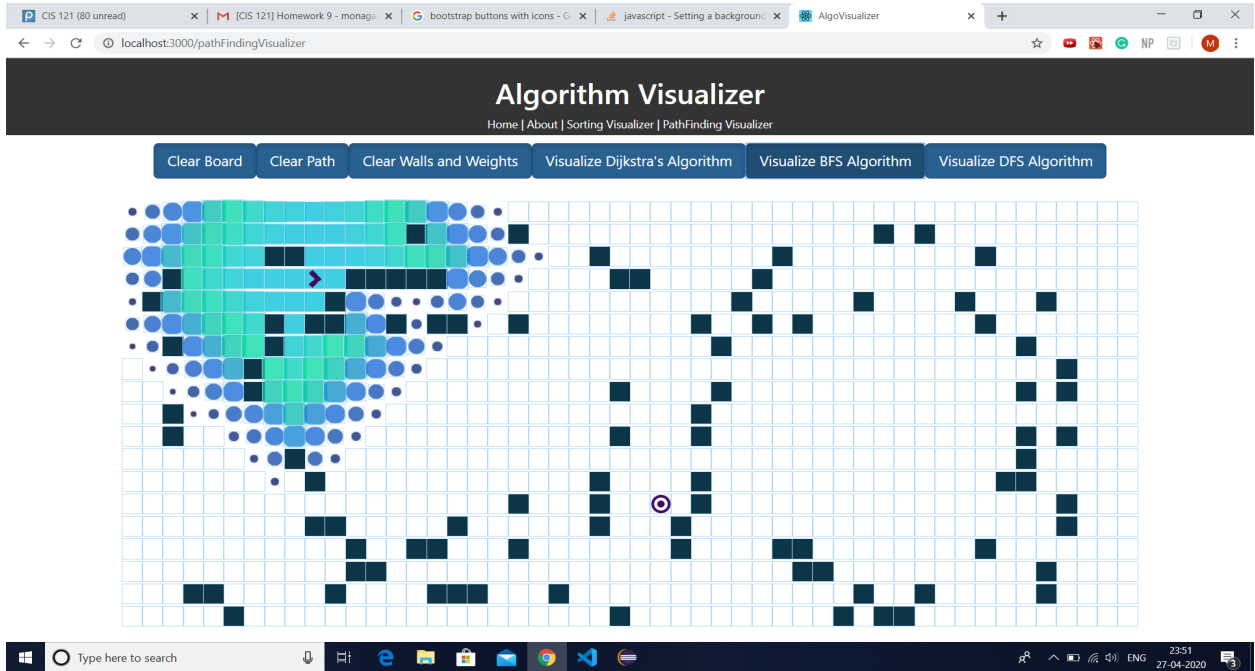 CIS 121 (80 unread)
[CIS 121] Homework 9 - monaga
bootstrap buttons with icons - G
javascript - Setting a background
AlgoVisualizer
localhost:3000/pathFindingVisualizer
NP
M
Algorithm Visualizer
Home | About | Sorting Visualizer | PathFinding Visualizer
Clear Board
Clear Path
Clear Walls and Weights
Visualize Dijkstra's Algorithm
Visualize BFS Algorithm
Visualize DFS Algorithm
Type here to search
ENG
23:51
27-04-2020
3